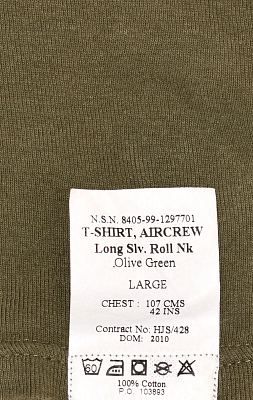 N.S.N. 8405-99-1297701
T-SHIRT, AIRCREW
Long Slv. Roll Nk
.Olive Green
LARGE
CHEST : 107 CMS
42 INS
Contract No: HJS/428
DOM: 2010
60
100% Cotton
P.O. 103893